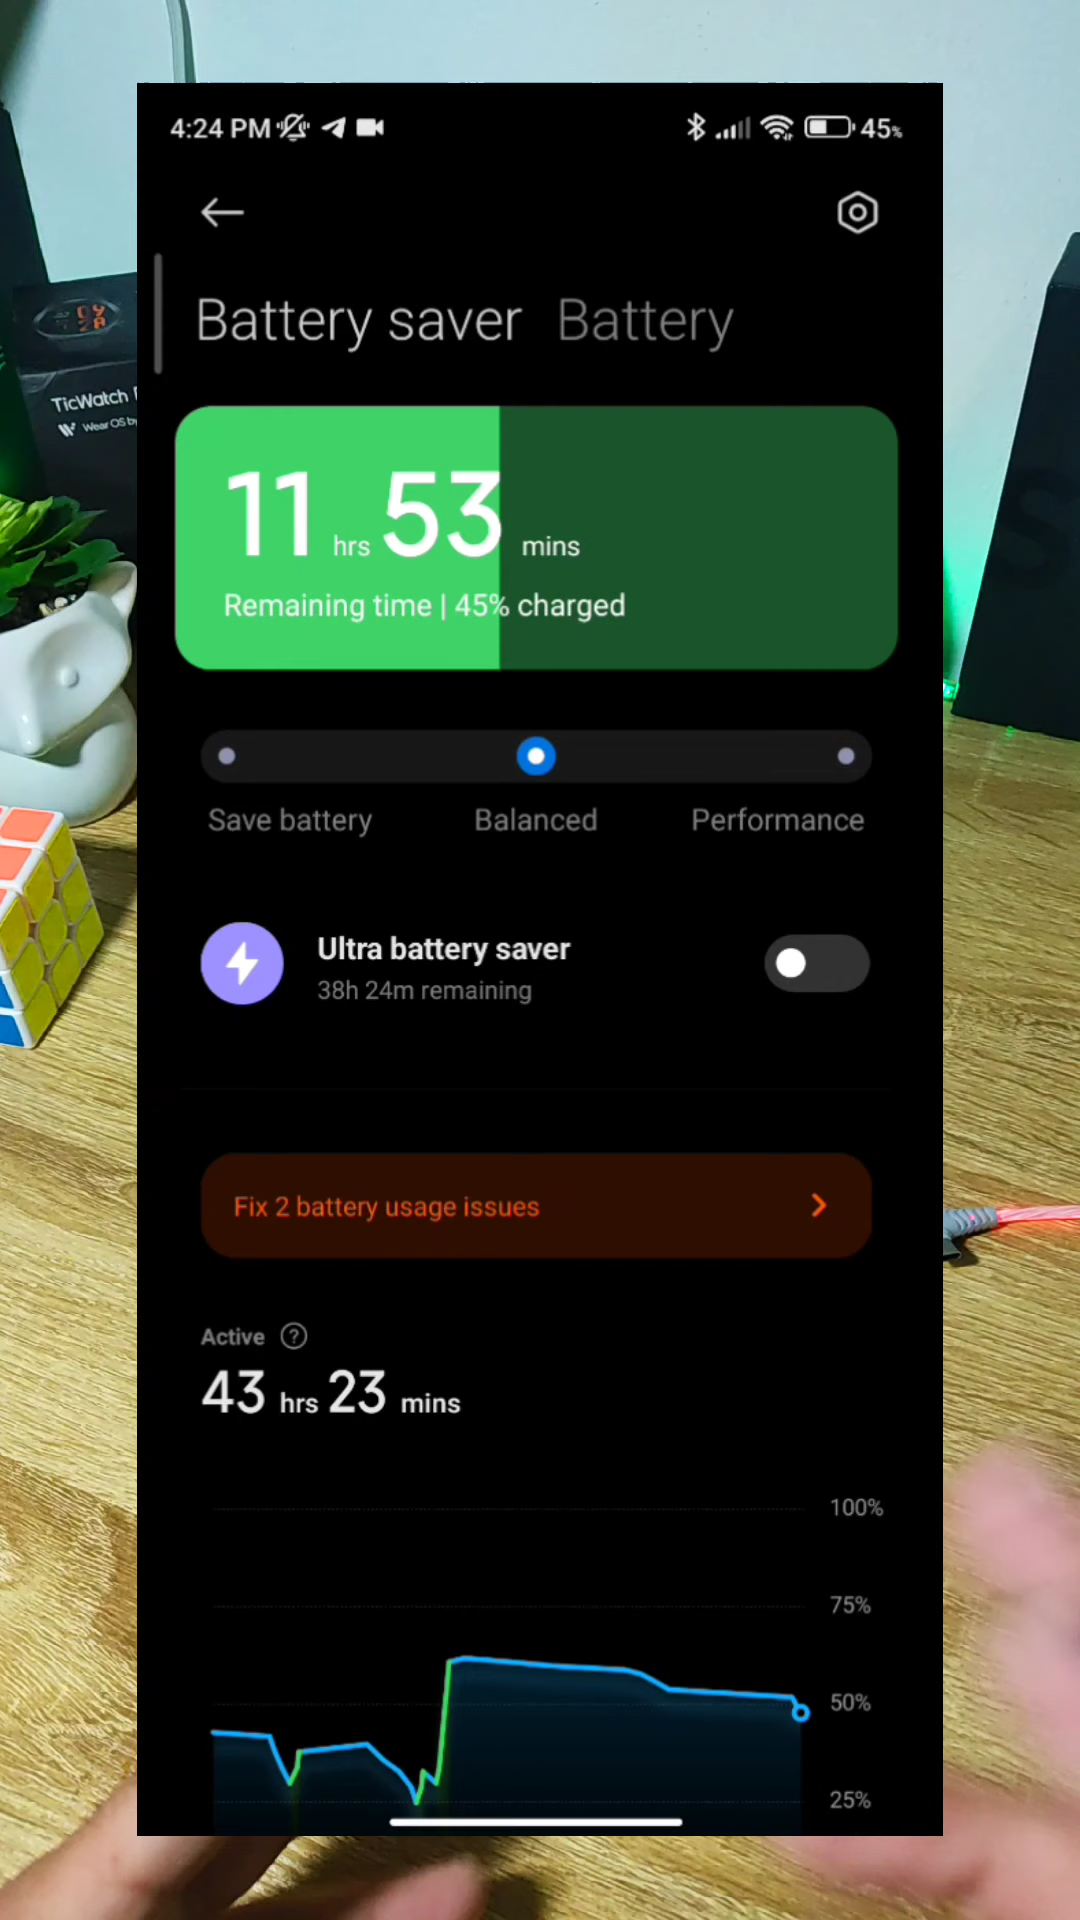 4:24 PM 45%
Battery saver Battery
TicWatch
Wear OS by
11 hrs 53 mins
Remaining time | 45% charged
Save battery Balanced Performance
Ultra battery saver
38h 24m remaining
Fix 2 battery usage issues
Active ?
43 hrs 23 mins
100%
75%
50%
25%